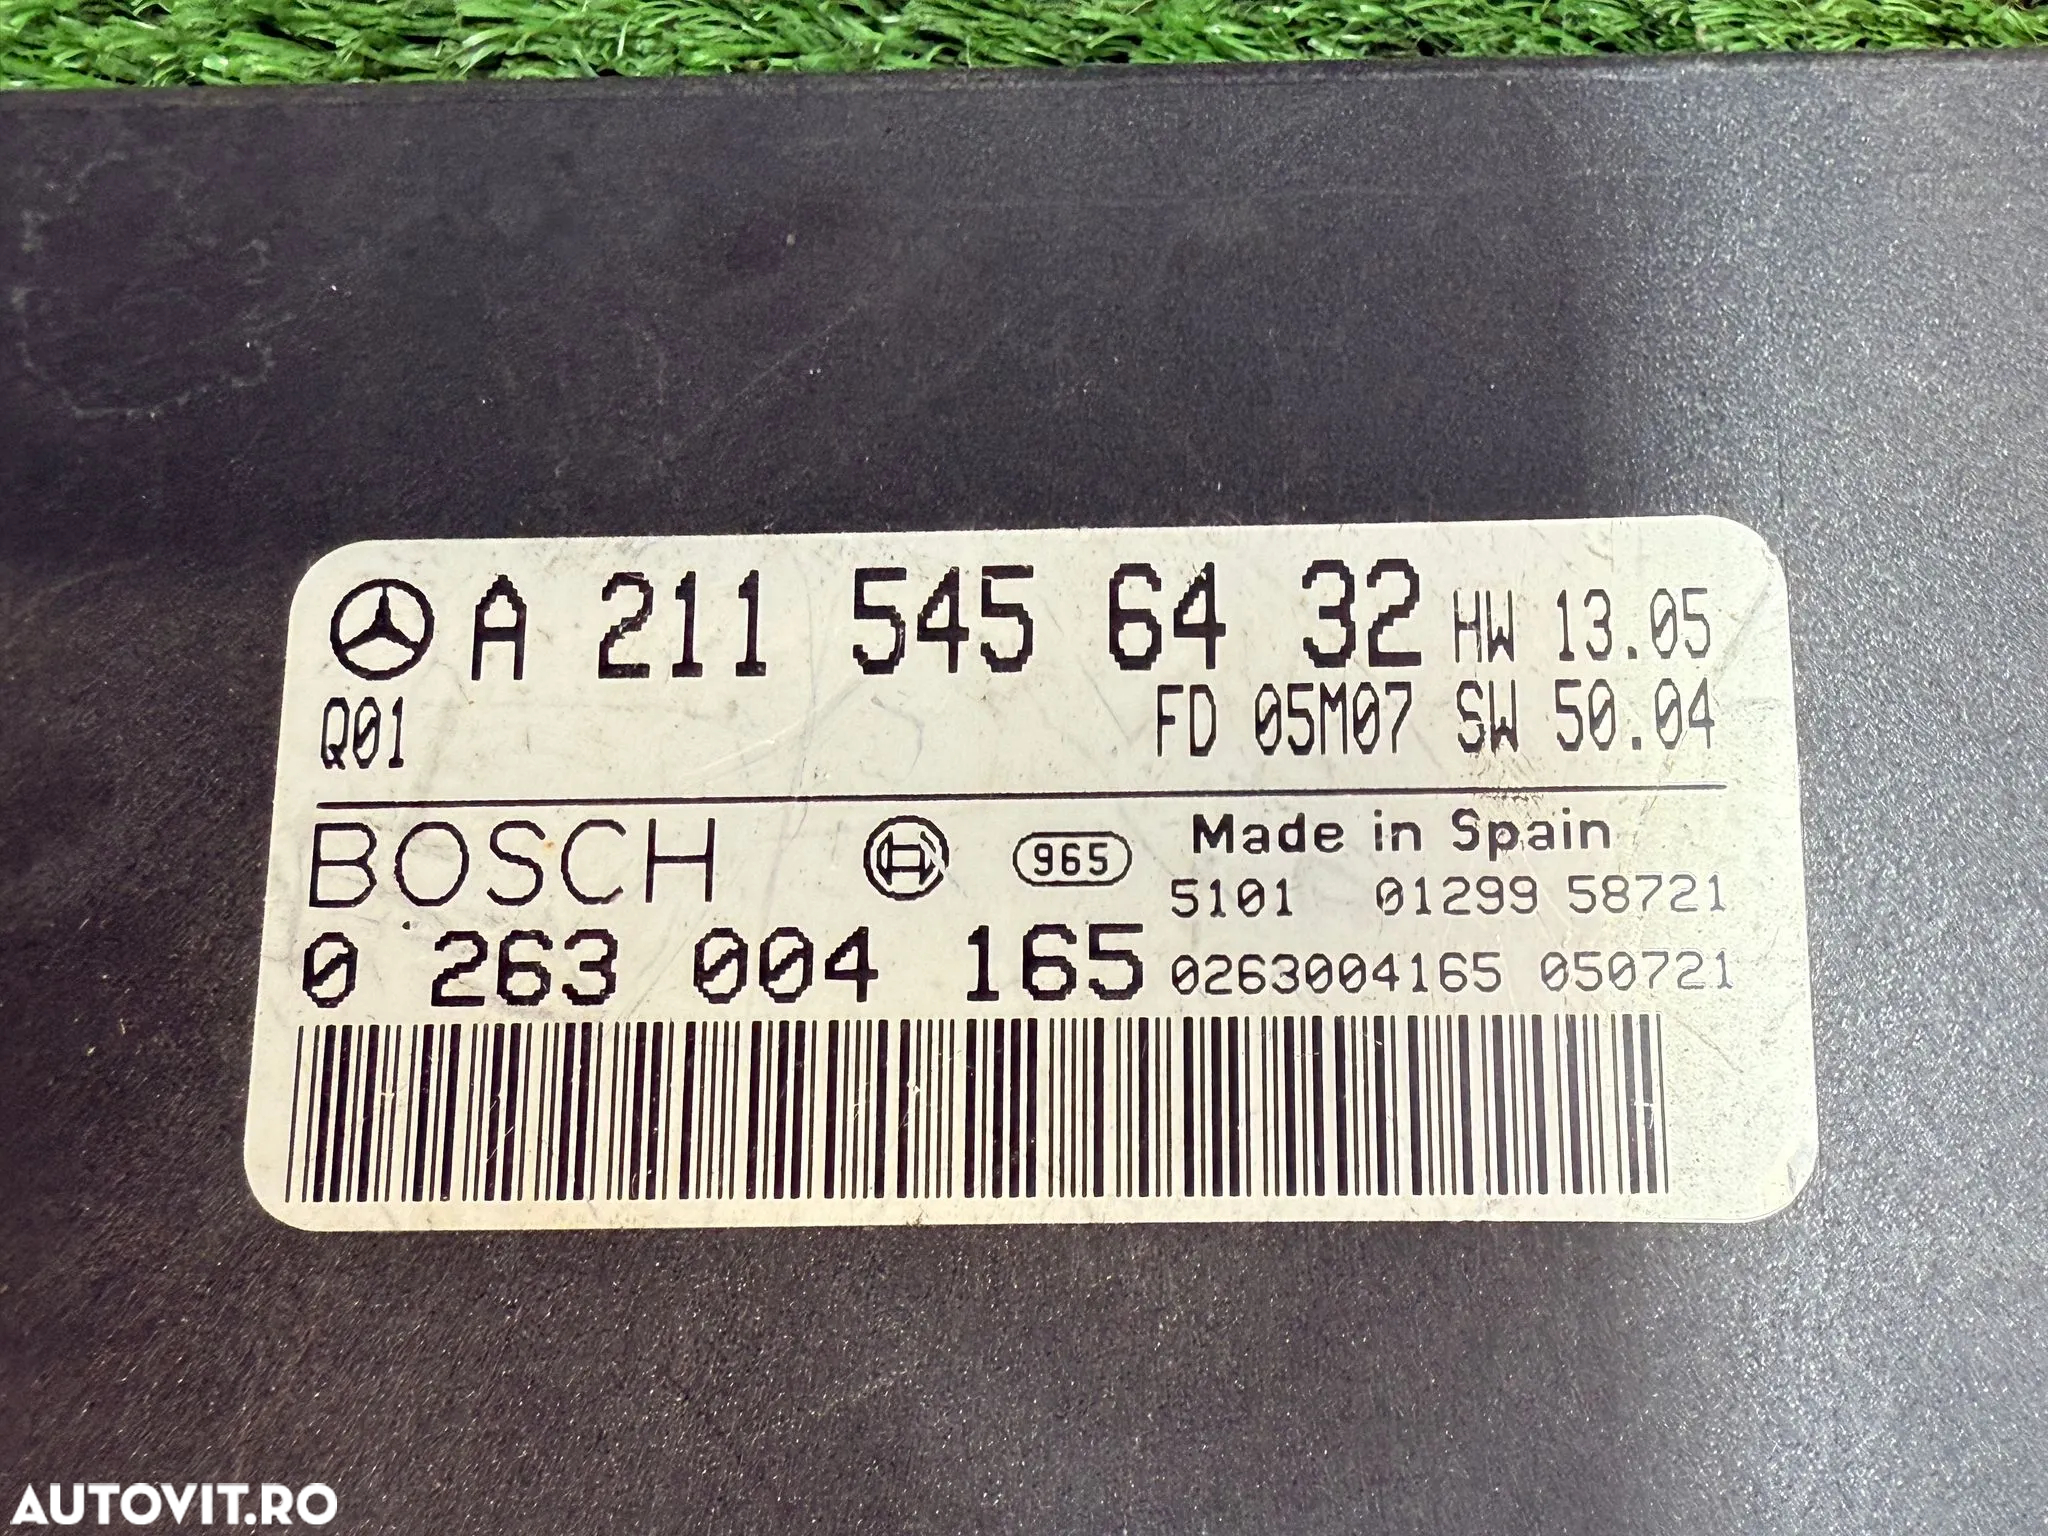 A 211 545 64 32 HW 13.05
Q01 FD 05M07 SW 50.04
BOSCH 965 Made in Spain
5101 01299 58721
0 263 004 165 0263004165 050721
AUTOVIT.RO